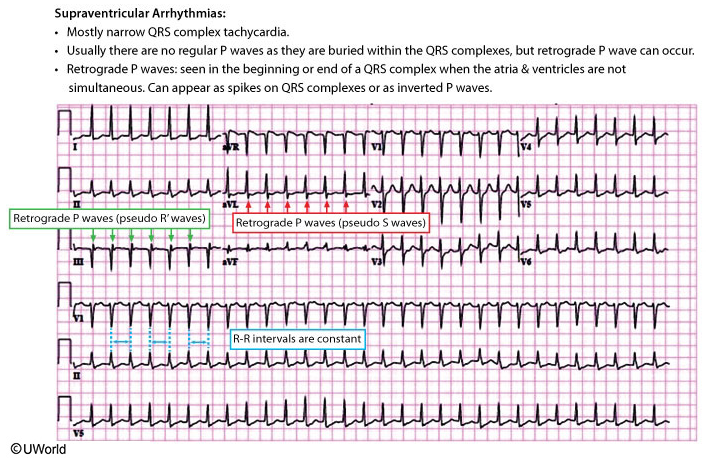 Supraventricular Arrhythmias:
• Mostly narrow QRS complex tachycardia.
• Usually there are no regular P waves as they are buried within the QRS complexes, but retrograde P wave can occur.
• Retrograde P waves: seen in the beginning or end of a QRS complex when the atria & ventricles are not
simultaneous. Can appear as spikes on QRS complexes or as inverted P waves.
I aVR V1 V4
II aVL V2 V5
Retrograde P waves (pseudo R' waves)
Retrograde P waves (pseudo S waves)
III aVF V3 V6
V1
R-R intervals are constant
II
V5
©UWorld